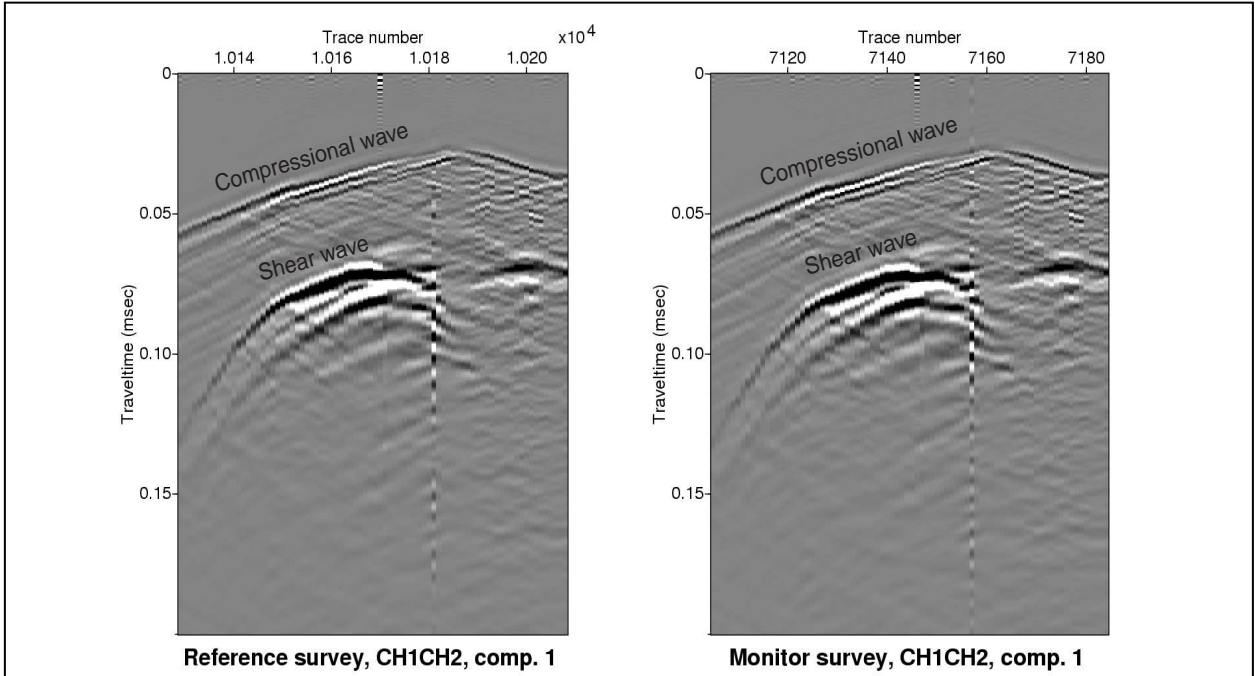 Trace number
x10⁴
1.014 1.016 1.018 1.020
0
0.05
0.10
0.15
Traveltime (msec)
Compressional wave
Shear wave
Reference survey, CH1CH2, comp. 1
Trace number
7120 7140 7160 7180
0
0.05
0.10
0.15
Traveltime (msec)
Compressional wave
Shear wave
Monitor survey, CH1CH2, comp. 1